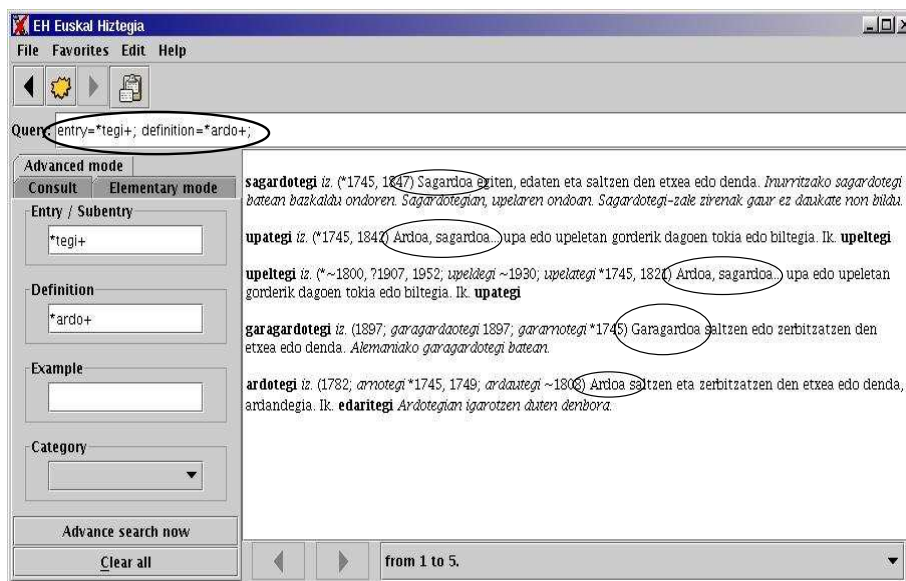 EH Euskal Hiztegia
File Favorites Edit Help
Query: entry=*tegi+; definition=*ardo+;
Advanced mode
Consult Elementary mode
Entry / Subentry
*tegi+
Definition
*ardo+
Example
Category
Advance search now
Clear all
sagardotegi iz. (*1745, 1847) Sagardoa egiten, edaten eta saltzen den etxea edo denda. Inurritzako sagardotegi
batean bazkaldu ondoren. Sagardotegian, upelaren ondoan. Sagardotegi-zale zirenak gaur ez daukate non bildu.
upategi iz. (*1745, 1842) Ardoa, sagardoa... upa edo upeletan gorderik dagoen tokia edo biltegia. Ik. upeltegi
upeltegi iz. (*~1800, ?1907, 1952; upeldegi ~1930; upelategi *1745, 1821) Ardoa, sagardoa... upa edo upeletan
gorderik dagoen tokia edo biltegia. Ik. upategi
garagardotegi iz. (1897; garagardaotegi 1897; gararnotegi *1745) Garagardoa saltzen edo zerbitzatzen den
etxea edo denda. Alemaniako garagardotegi batean.
ardotegi iz. (1782; arnotegi *1745, 1749; ardautegi ~1808) Ardoa saltzen eta zerbitzatzen den etxea edo denda,
ardandegia. Ik. edaritegi Ardotegian igarotzen duten denbora.
from 1 to 5.